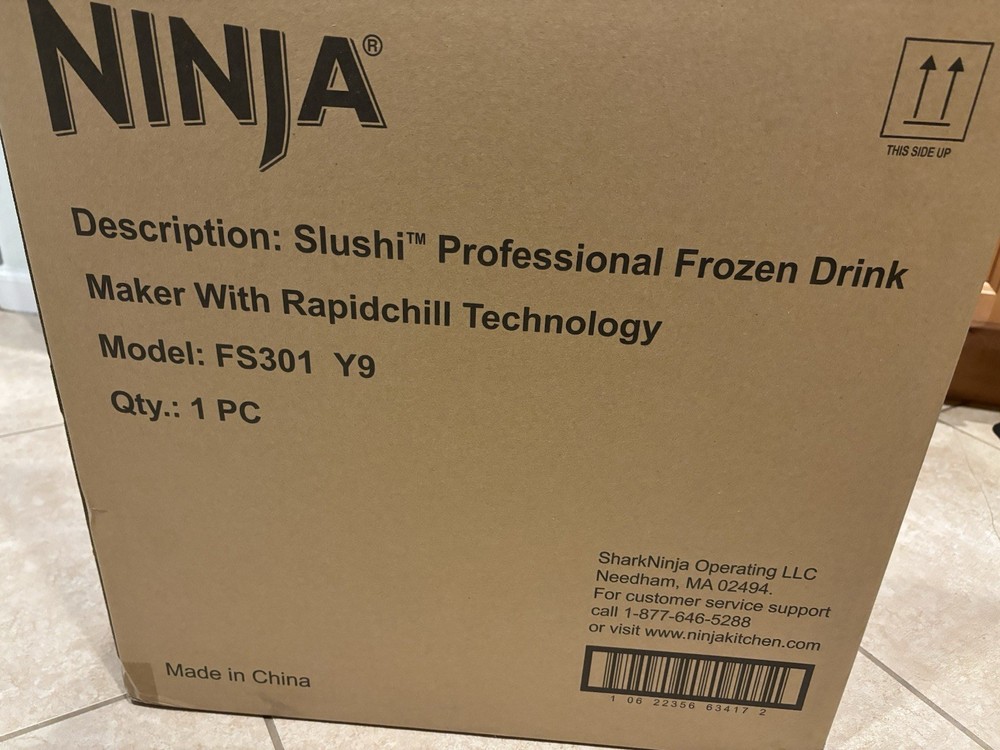 NINJA®
THIS SIDE UP
Description: Slushi™ Professional Frozen Drink
Maker With Rapidchill Technology
Model: FS301 Y9
Qty.: 1 PC
SharkNinja Operating LLC
Needham, MA 02494.
For customer service support
call 1-877-646-5288
or visit www.ninjakitchen.com
1 06 22356 63417 2
Made in China